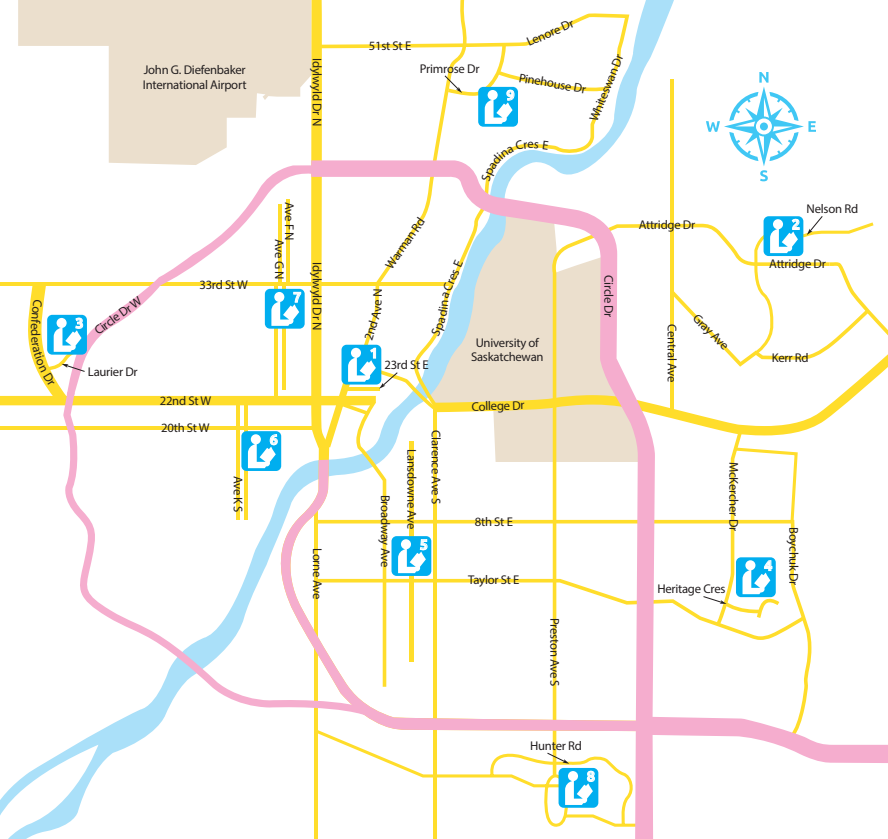 51st St E
Lenore Dr
John G. Diefenbaker
International Airport
Idylwyld Dr N
Primrose Dr
Pinehouse Dr
Whiteswan Dr
9
N
W
E
S
Spadina Cres E
Ave F N
Ave G N
Nelson Rd
2
Attridge Dr
Attridge Dr
Warman Rd
33rd St W
Idylwyld Dr N
2nd Ave N
Spadina Cres E
Circle Dr
7
3
Circle Dr W
Confederation Dr
Laurier Dr
1
23rd St E
University of
Saskatchewan
Central Ave
Gray Ave
Kerr Rd
22nd St W
College Dr
20th St W
6
Ave K S
Lansdowne Ave
Clarence Ave S
Broadway Ave
McKercher Dr
8th St E
Boychuk Dr
5
Lorne Ave
Taylor St E
4
Heritage Cres
Preston Ave S
Hunter Rd
8